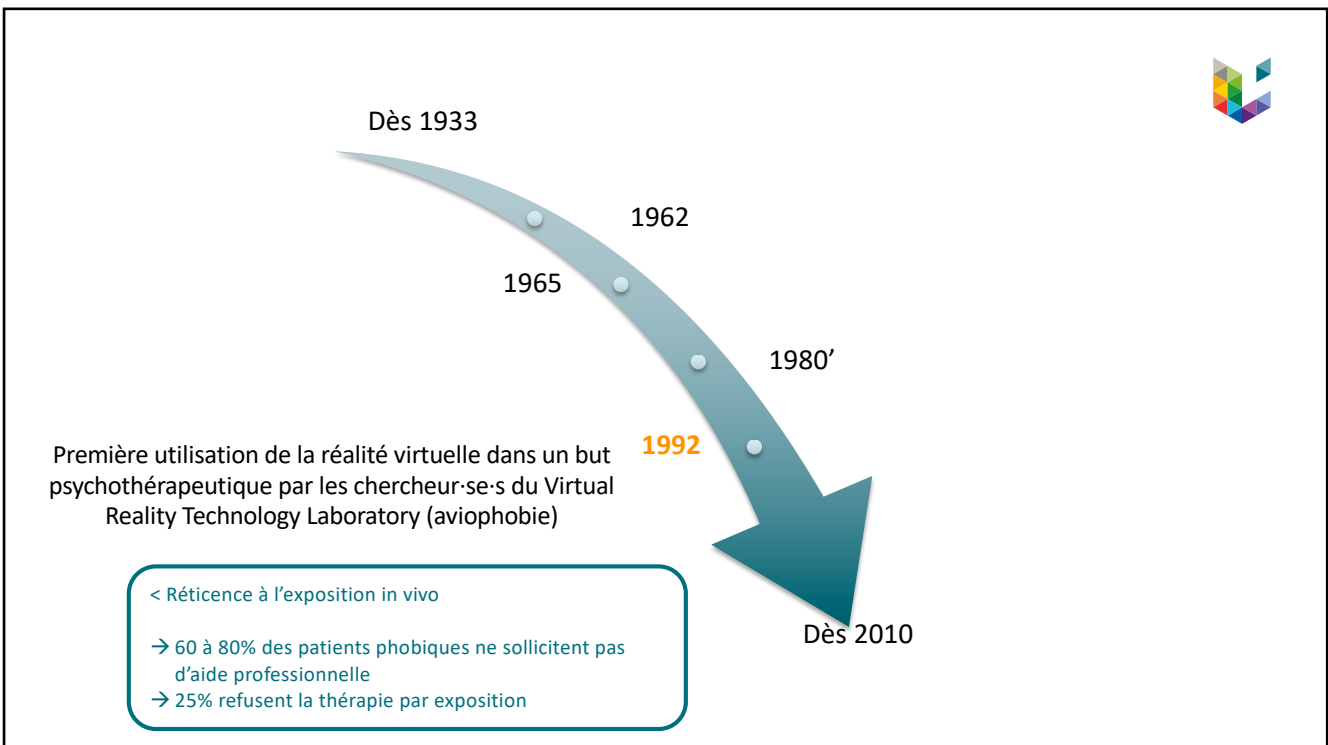 Dès 1933
1962
1965
1980’
1992
Première utilisation de la réalité virtuelle dans un but
psychothérapeutique par les chercheur·se·s du Virtual
Reality Technology Laboratory (aviophobie)
< Réticence à l’exposition in vivo
→ 60 à 80% des patients phobiques ne sollicitent pas
d’aide professionnelle
→ 25% refusent la thérapie par exposition
Dès 2010